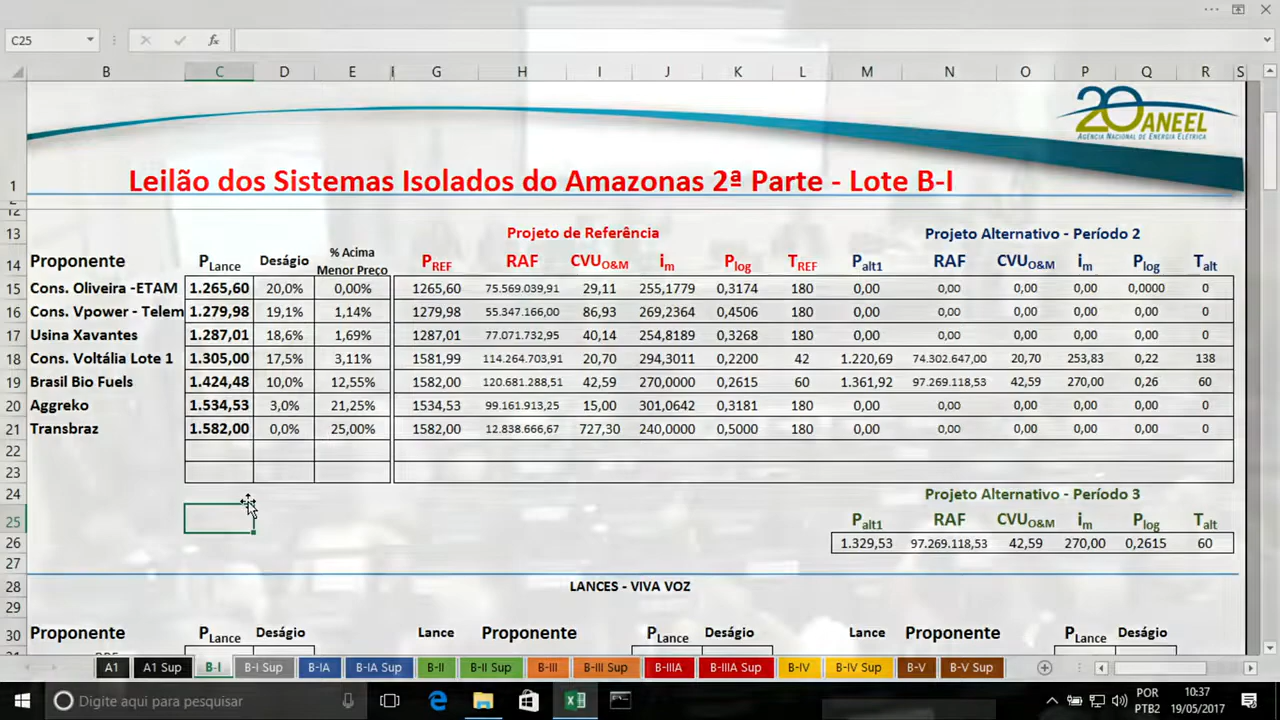 C25
fx
B C D E G H I J K L M N O P Q R S
20 ANEEL
AGÊNCIA NACIONAL DE ENERGIA ELÉTRICA
1 Leilão dos Sistemas Isolados do Amazonas 2ª Parte - Lote B-I
12
13 Projeto de Referência Projeto Alternativo - Período 2
14 Proponente PLance Deságio % Acima Menor Preço PREF RAF CVUO&M im Plog TREF Palt1 RAF CVUO&M im Plog Talt
15 Cons. Oliveira -ETAM 1.265,60 20,0% 0,00% 1265,60 75.569.039,91 29,11 255,1779 0,3174 180 0,00 0,00 0,00 0,00 0,0000 0
16 Cons. Vpower - Telem 1.279,98 19,1% 1,14% 1279,98 55.347.166,00 86,93 269,2364 0,4506 180 0,00 0,00 0,00 0,00 0,00 0
17 Usina Xavantes 1.287,01 18,6% 1,69% 1287,01 77.071.732,95 40,14 254,8189 0,3268 180 0,00 0,00 0,00 0,00 0,00 0
18 Cons. Voltália Lote 1 1.305,00 17,5% 3,11% 1581,99 114.264.703,91 20,70 294,3011 0,2200 42 1.220,69 74.302.647,00 20,70 253,83 0,22 138
19 Brasil Bio Fuels 1.424,48 10,0% 12,55% 1582,00 120.681.288,51 42,59 270,0000 0,2615 60 1.361,92 97.269.118,53 42,59 270,00 0,26 60
20 Aggreko 1.534,53 3,0% 21,25% 1534,53 99.161.913,25 15,00 301,0642 0,3181 180 0,00 0,00 0,00 0,00 0,00 0
21 Transbraz 1.582,00 0,0% 25,00% 1582,00 12.838.666,67 727,30 240,0000 0,5000 180 0,00 0,00 0,00 0,00 0,00 0
22
23
24 Projeto Alternativo - Período 3
25 Palt1 RAF CVUO&M im Plog Talt
26 1.329,53 97.269.118,53 42,59 270,00 0,2615 60
27
28 LANCES - VIVA VOZ
29
30 Proponente PLance Deságio Lance Proponente PLance Deságio Lance Proponente PLance Deságio
A1 A1 Sup B-I B-I Sup B-IA B-IA Sup B-II B-II Sup B-III B-III Sup B-IIIA B-IIIA Sup B-IV B-IV Sup B-V B-V Sup
Digite aqui para pesquisar
POR 10:37
PTB2 19/05/2017